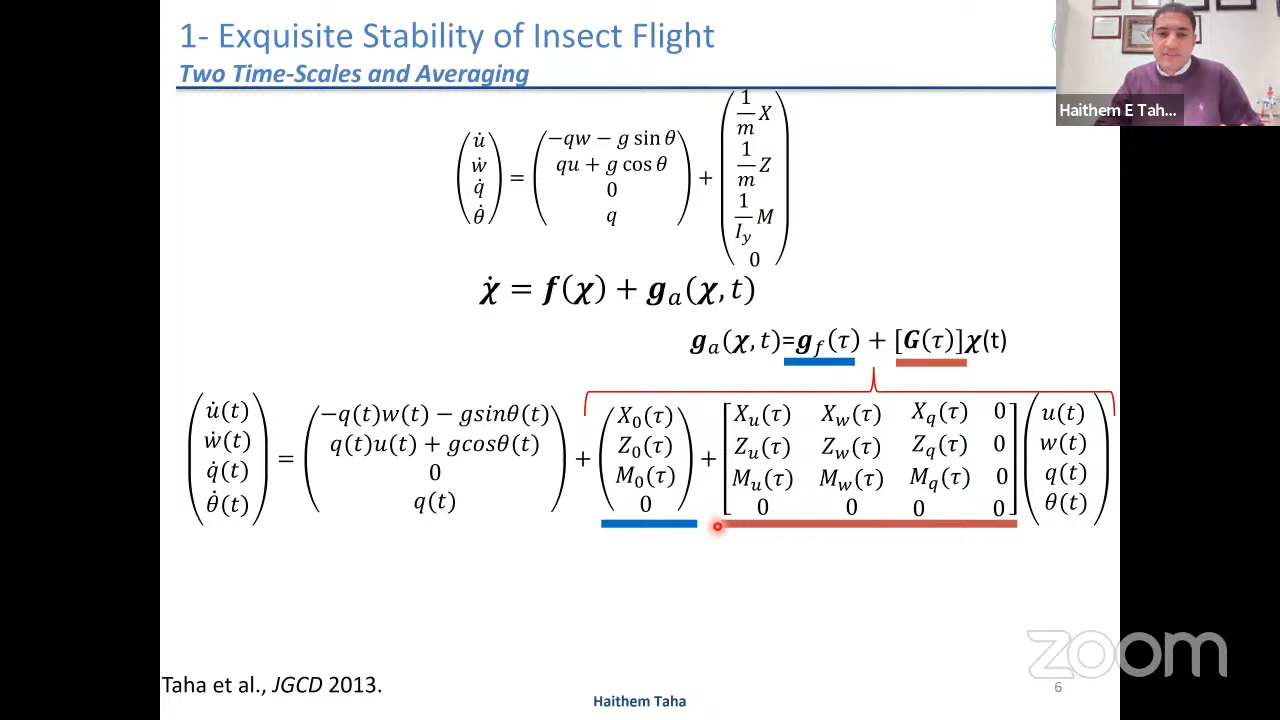 1- Exquisite Stability of Insect Flight
Two Time-Scales and Averaging
Haithem E Tah...
(u̇ ẇ q̇ θ̇) = (−qw − g sin θ, qu + g cos θ, 0, q) + (1/m X, 1/m Z, 1/I_y M, 0)
χ̇ = f(χ) + g_a(χ, t)
g_a(χ, t)=g_f(τ) + [G(τ)]χ(t)
u̇(t) −q(t)w(t) − gsinθ(t) X_0(τ) X_u(τ) X_w(τ) X_q(τ) 0 u(t)
ẇ(t) q(t)u(t) + gcosθ(t) Z_0(τ) Z_u(τ) Z_w(τ) Z_q(τ) 0 w(t)
q̇(t) = 0 + M_0(τ) + M_u(τ) M_w(τ) M_q(τ) 0 q(t)
θ̇(t) q(t) 0 0 0 0 0 θ(t)
zoom
Taha et al., JGCD 2013.
Haithem Taha
6